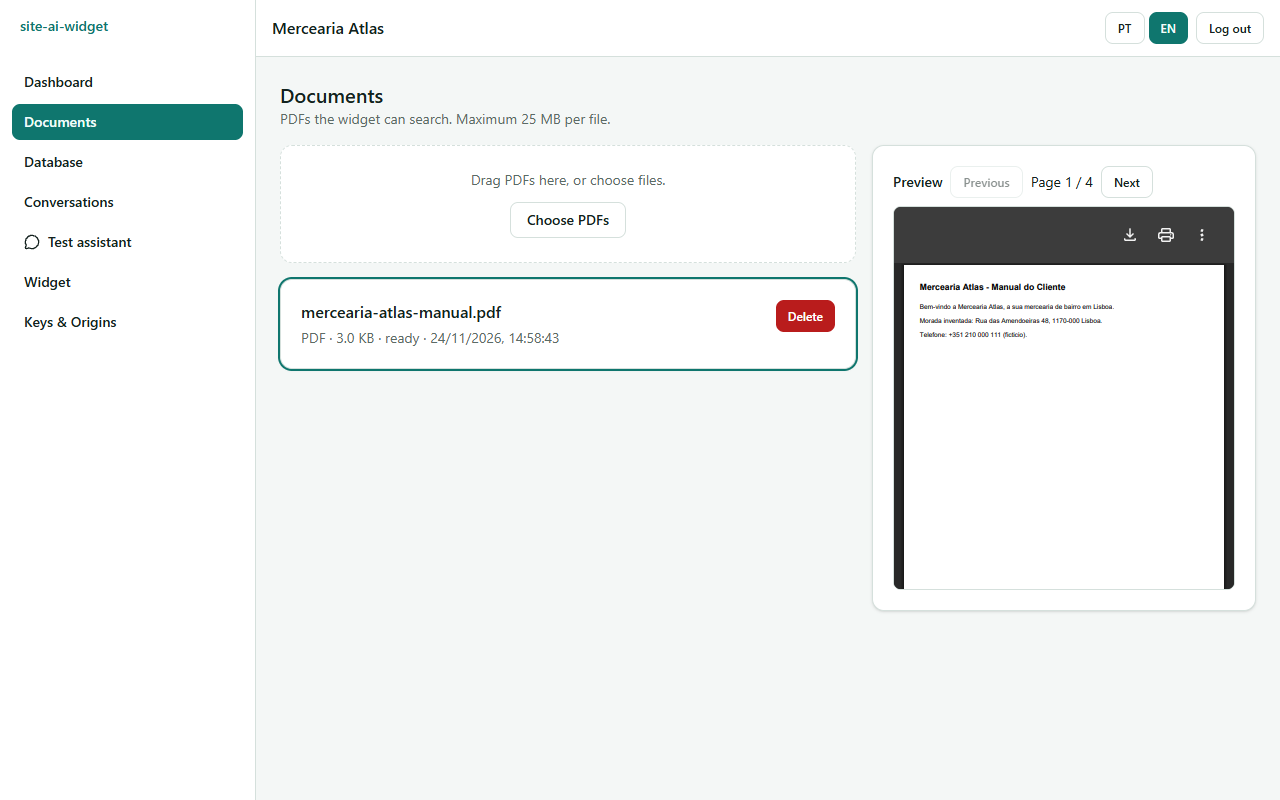 site-ai-widget
Dashboard
Documents
Database
Conversations
Test assistant
Widget
Keys & Origins
Mercearia Atlas
PT
EN
Log out
Documents
PDFs the widget can search. Maximum 25 MB per file.
Drag PDFs here, or choose files.
Choose PDFs
mercearia-atlas-manual.pdf
PDF · 3.0 KB · ready · 24/11/2026, 14:58:43
Delete
Preview
Previous
Page 1 / 4
Next
Mercearia Atlas - Manual do Cliente
Bem-vindo a Mercearia Atlas, a sua mercearia de bairro em Lisboa.
Morada inventada: Rua das Amendoeiras 48, 1170-000 Lisboa.
Telefone: +351 210 000 111 (ficticio).